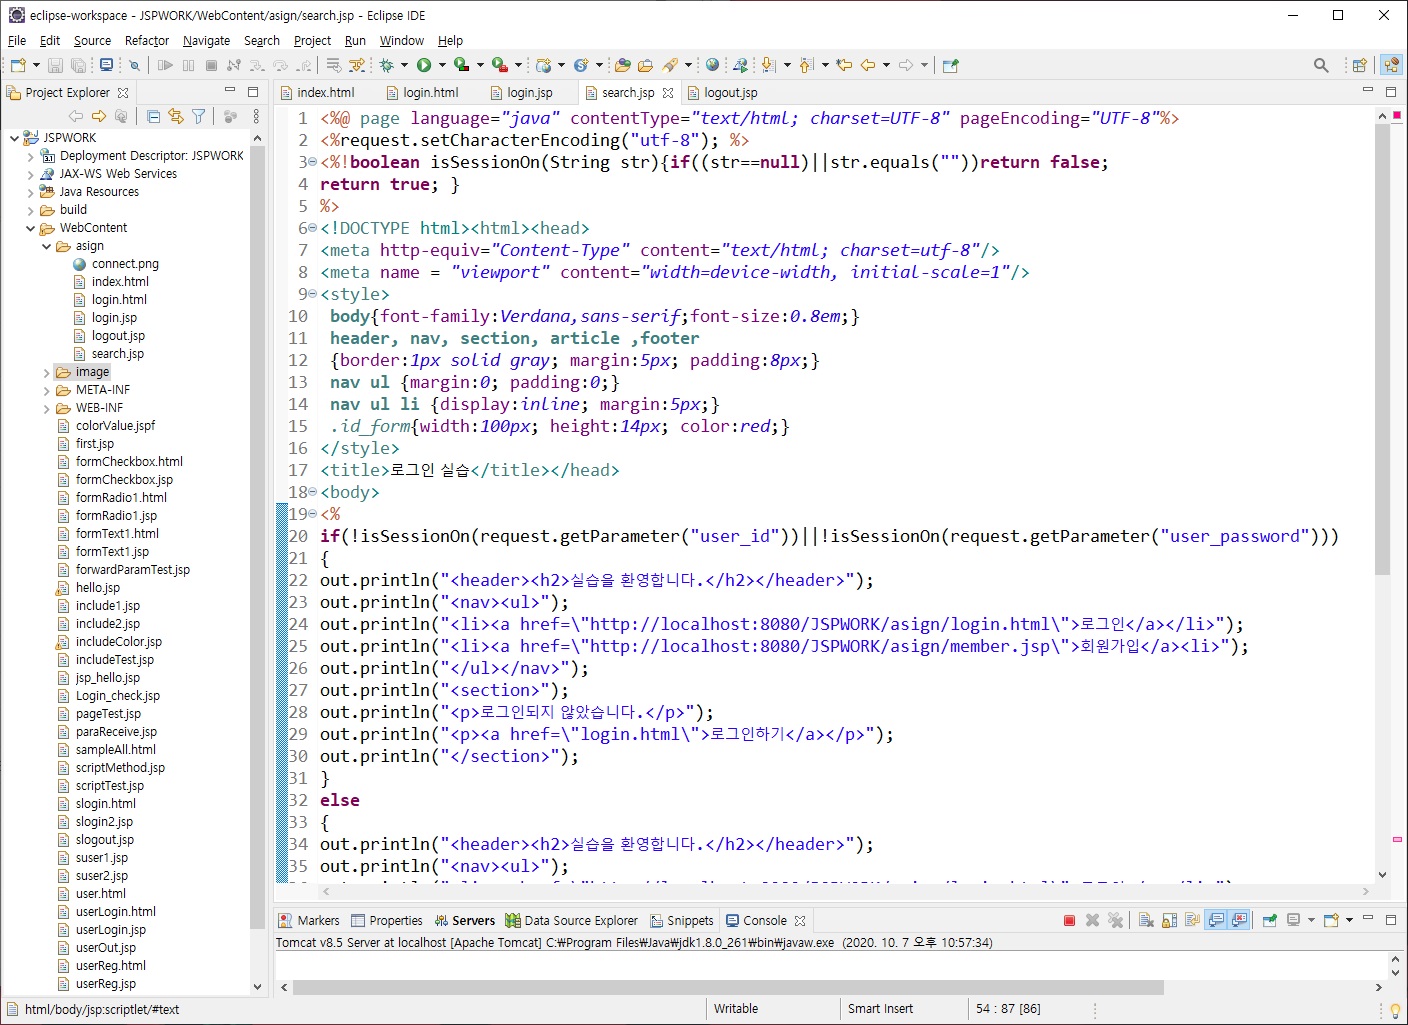 eclipse-workspace - JSPWORK/WebContent/asign/search.jsp - Eclipse IDE
File Edit Source Refactor Navigate Search Project Run Window Help
Project Explorer
index.html login.html login.jsp search.jsp logout.jsp
JSPWORK
Deployment Descriptor: JSPWORK
JAX-WS Web Services
Java Resources
build
WebContent
asign
connect.png
index.html
login.html
login.jsp
logout.jsp
search.jsp
image
META-INF
WEB-INF
colorValue.jspf
first.jsp
formCheckbox.html
formCheckbox.jsp
formRadio1.html
formRadio1.jsp
formText1.html
formText1.jsp
forwardParamTest.jsp
hello.jsp
include1.jsp
include2.jsp
includeColor.jsp
includeTest.jsp
jsp_hello.jsp
Login_check.jsp
pageTest.jsp
paraReceive.jsp
sampleAll.html
scriptMethod.jsp
scriptTest.jsp
slogin.html
slogin2.jsp
slogout.jsp
suser1.jsp
suser2.jsp
user.html
userLogin.html
userLogin.jsp
userOut.jsp
userReg.html
userReg.jsp
1 <%@ page language="java" contentType="text/html; charset=UTF-8" pageEncoding="UTF-8"%>
2 <%request.setCharacterEncoding("utf-8"); %>
3 <%!boolean isSessionOn(String str){if((str==null)||str.equals(""))return false;
4 return true; }
5 %>
6 <!DOCTYPE html><html><head>
7 <meta http-equiv="Content-Type" content="text/html; charset=utf-8"/>
8 <meta name = "viewport" content="width=device-width, initial-scale=1"/>
9 <style>
10 body{font-family:Verdana,sans-serif;font-size:0.8em;}
11 header, nav, section, article ,footer
12 {border:1px solid gray; margin:5px; padding:8px;}
13 nav ul {margin:0; padding:0;}
14 nav ul li {display:inline; margin:5px;}
15 .id_form{width:100px; height:14px; color:red;}
16 </style>
17 <title>로그인 실습</title></head>
18 <body>
19 <%
20 if(!isSessionOn(request.getParameter("user_id"))||!isSessionOn(request.getParameter("user_password")))
21 {
22 out.println("<header><h2>실습을 환영합니다.</h2></header>");
23 out.println("<nav><ul>");
24 out.println("<li><a href=\"http://localhost:8080/JSPWORK/asign/login.html\">로그인</a></li>");
25 out.println("<li><a href=\"http://localhost:8080/JSPWORK/asign/member.jsp\">회원가입</a><li>");
26 out.println("</ul></nav>");
27 out.println("<section>");
28 out.println("<p>로그인되지 않았습니다.</p>");
29 out.println("<p><a href=\"login.html\">로그인하기</a></p>");
30 out.println("</section>");
31 }
32 else
33 {
34 out.println("<header><h2>실습을 환영합니다.</h2></header>");
35 out.println("<nav><ul>");
Markers Properties Servers Data Source Explorer Snippets Console
Tomcat v8.5 Server at localhost [Apache Tomcat] C:₩Program Files₩Java₩jdk1.8.0_261₩bin₩javaw.exe (2020. 10. 7 오후 10:57:34)
html/body/jsp:scriptlet/#text Writable Smart Insert 54 : 87 [86]